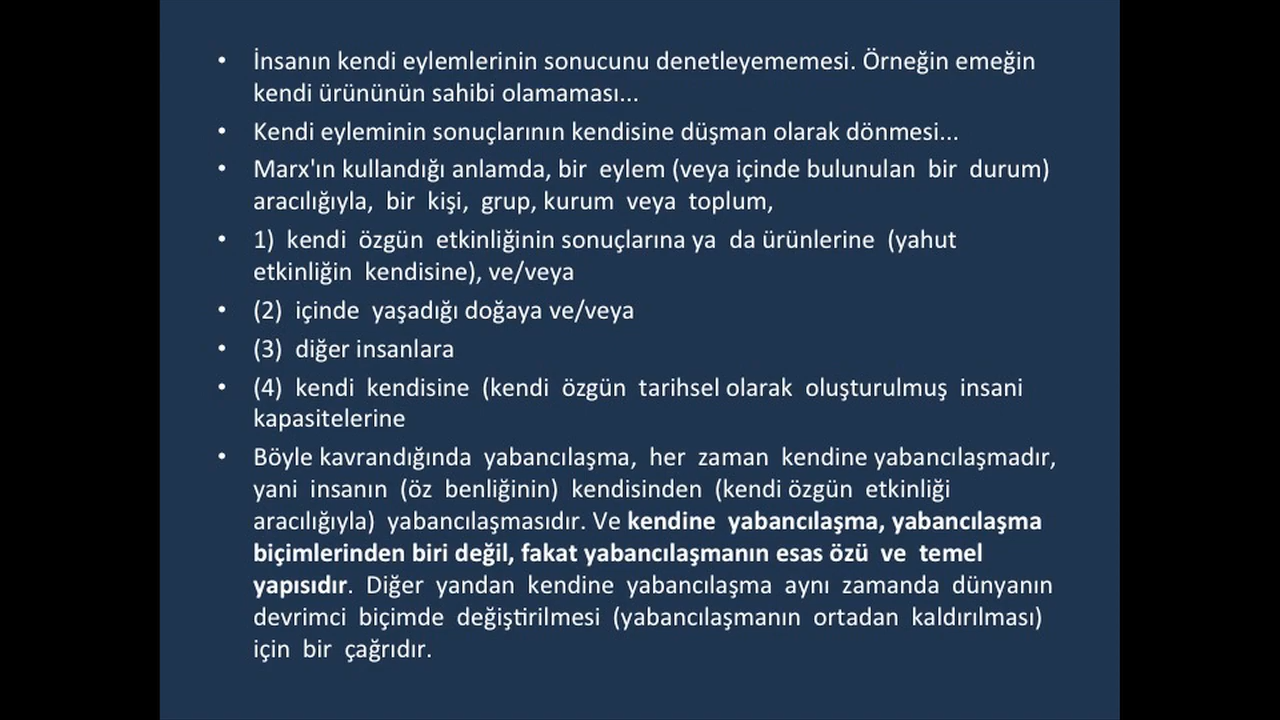 • İnsanın kendi eylemlerinin sonucunu denetleyememesi. Örneğin emeğin
kendi ürününün sahibi olamaması...
• Kendi eyleminin sonuçlarının kendisine düşman olarak dönmesi...
• Marx'ın kullandığı anlamda, bir eylem (veya içinde bulunulan bir durum)
aracılığıyla, bir kişi, grup, kurum veya toplum,
• 1) kendi özgün etkinliğinin sonuçlarına ya da ürünlerine (yahut
etkinliğin kendisine), ve/veya
• (2) içinde yaşadığı doğaya ve/veya
• (3) diğer insanlara
• (4) kendi kendisine (kendi özgün tarihsel olarak oluşturulmuş insani
kapasitelerine
• Böyle kavrandığında yabancılaşma, her zaman kendine yabancılaşmadır,
yani insanın (öz benliğinin) kendisinden (kendi özgün etkinliği
aracılığıyla) yabancılaşmasıdır. Ve kendine yabancılaşma, yabancılaşma
biçimlerinden biri değil, fakat yabancılaşmanın esas özü ve temel
yapısıdır. Diğer yandan kendine yabancılaşma aynı zamanda dünyanın
devrimci biçimde değiştirilmesi (yabancılaşmanın ortadan kaldırılması)
için bir çağrıdır.